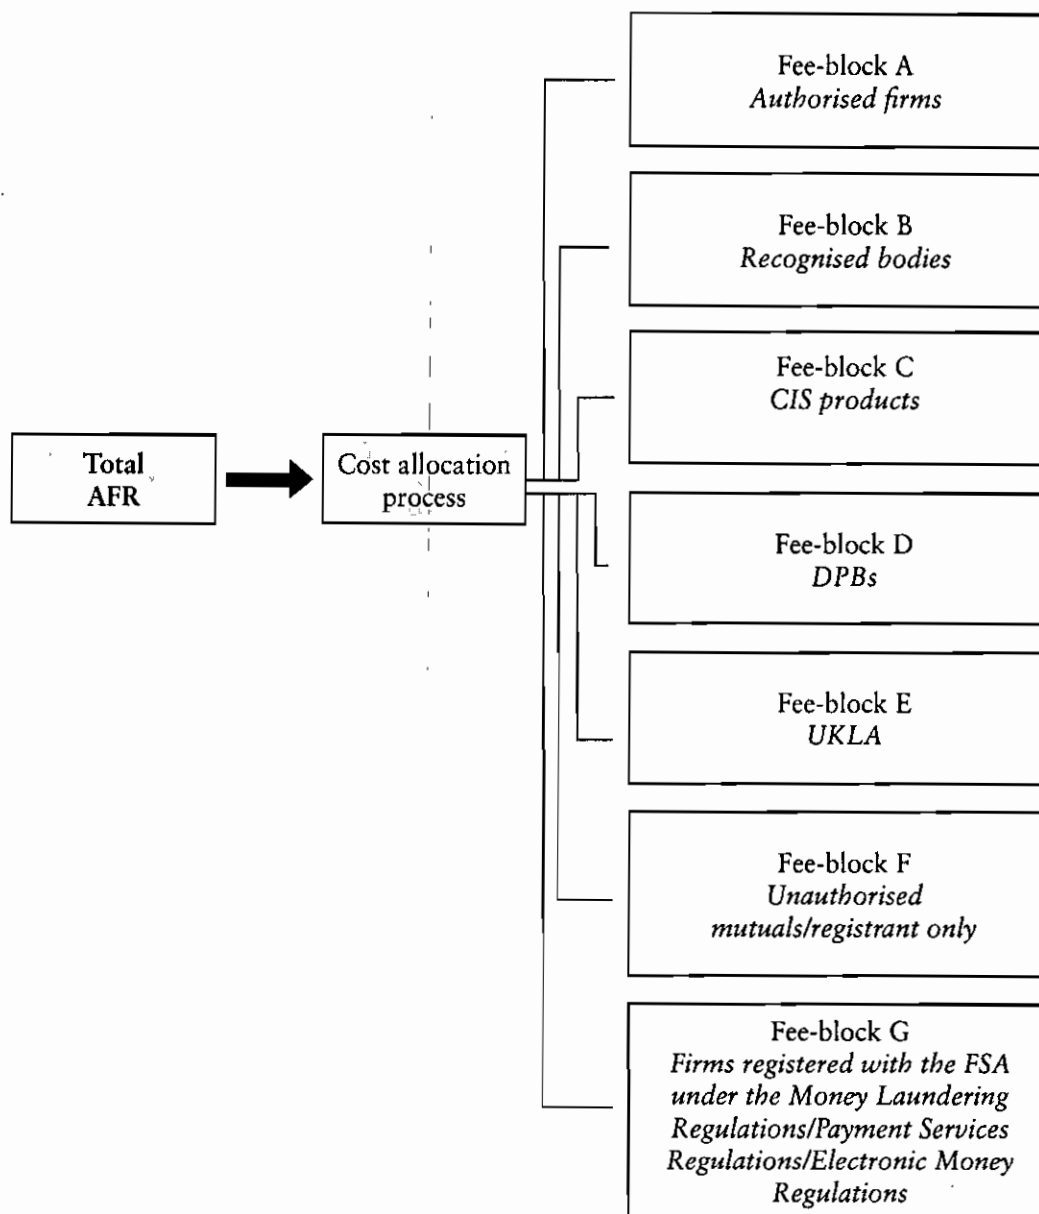 Total
AFR
Cost allocation
process
Fee-block A
Authorised firms
Fee-block B
Recognised bodies
Fee-block C
CIS products
Fee-block D
DPBs
Fee-block E
UKLA
Fee-block F
Unauthorised
mutuals/registrant only
Fee-block G
Firms registered with the FSA
under the Money Laundering
Regulations/Payment Services
Regulations/Electronic Money
Regulations